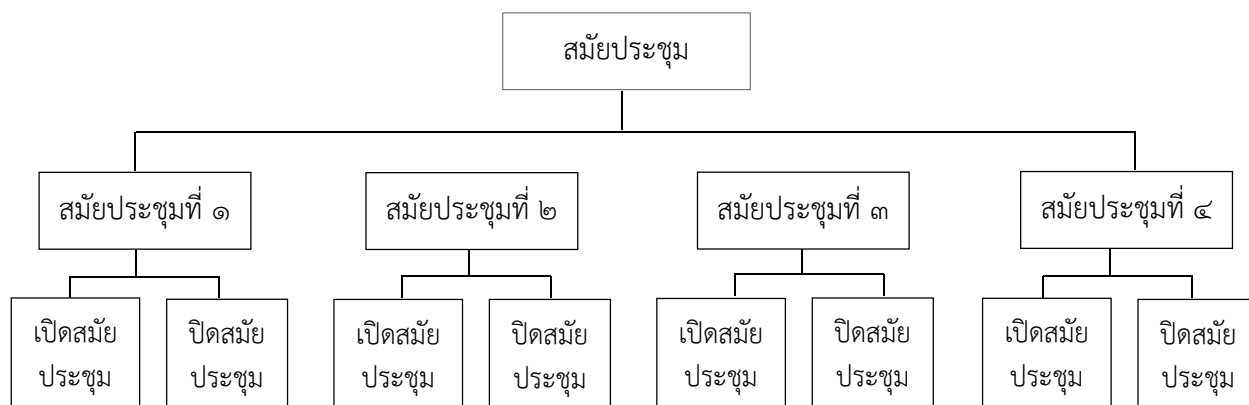 สมัยประชุม
สมัยประชุมที่ ๑
สมัยประชุมที่ ๒
สมัยประชุมที่ ๓
สมัยประชุมที่ ๔
เปิดสมัย
ประชุม
ปิดสมัย
ประชุม
เปิดสมัย
ประชุม
ปิดสมัย
ประชุม
เปิดสมัย
ประชุม
ปิดสมัย
ประชุม
เปิดสมัย
ประชุม
ปิดสมัย
ประชุม